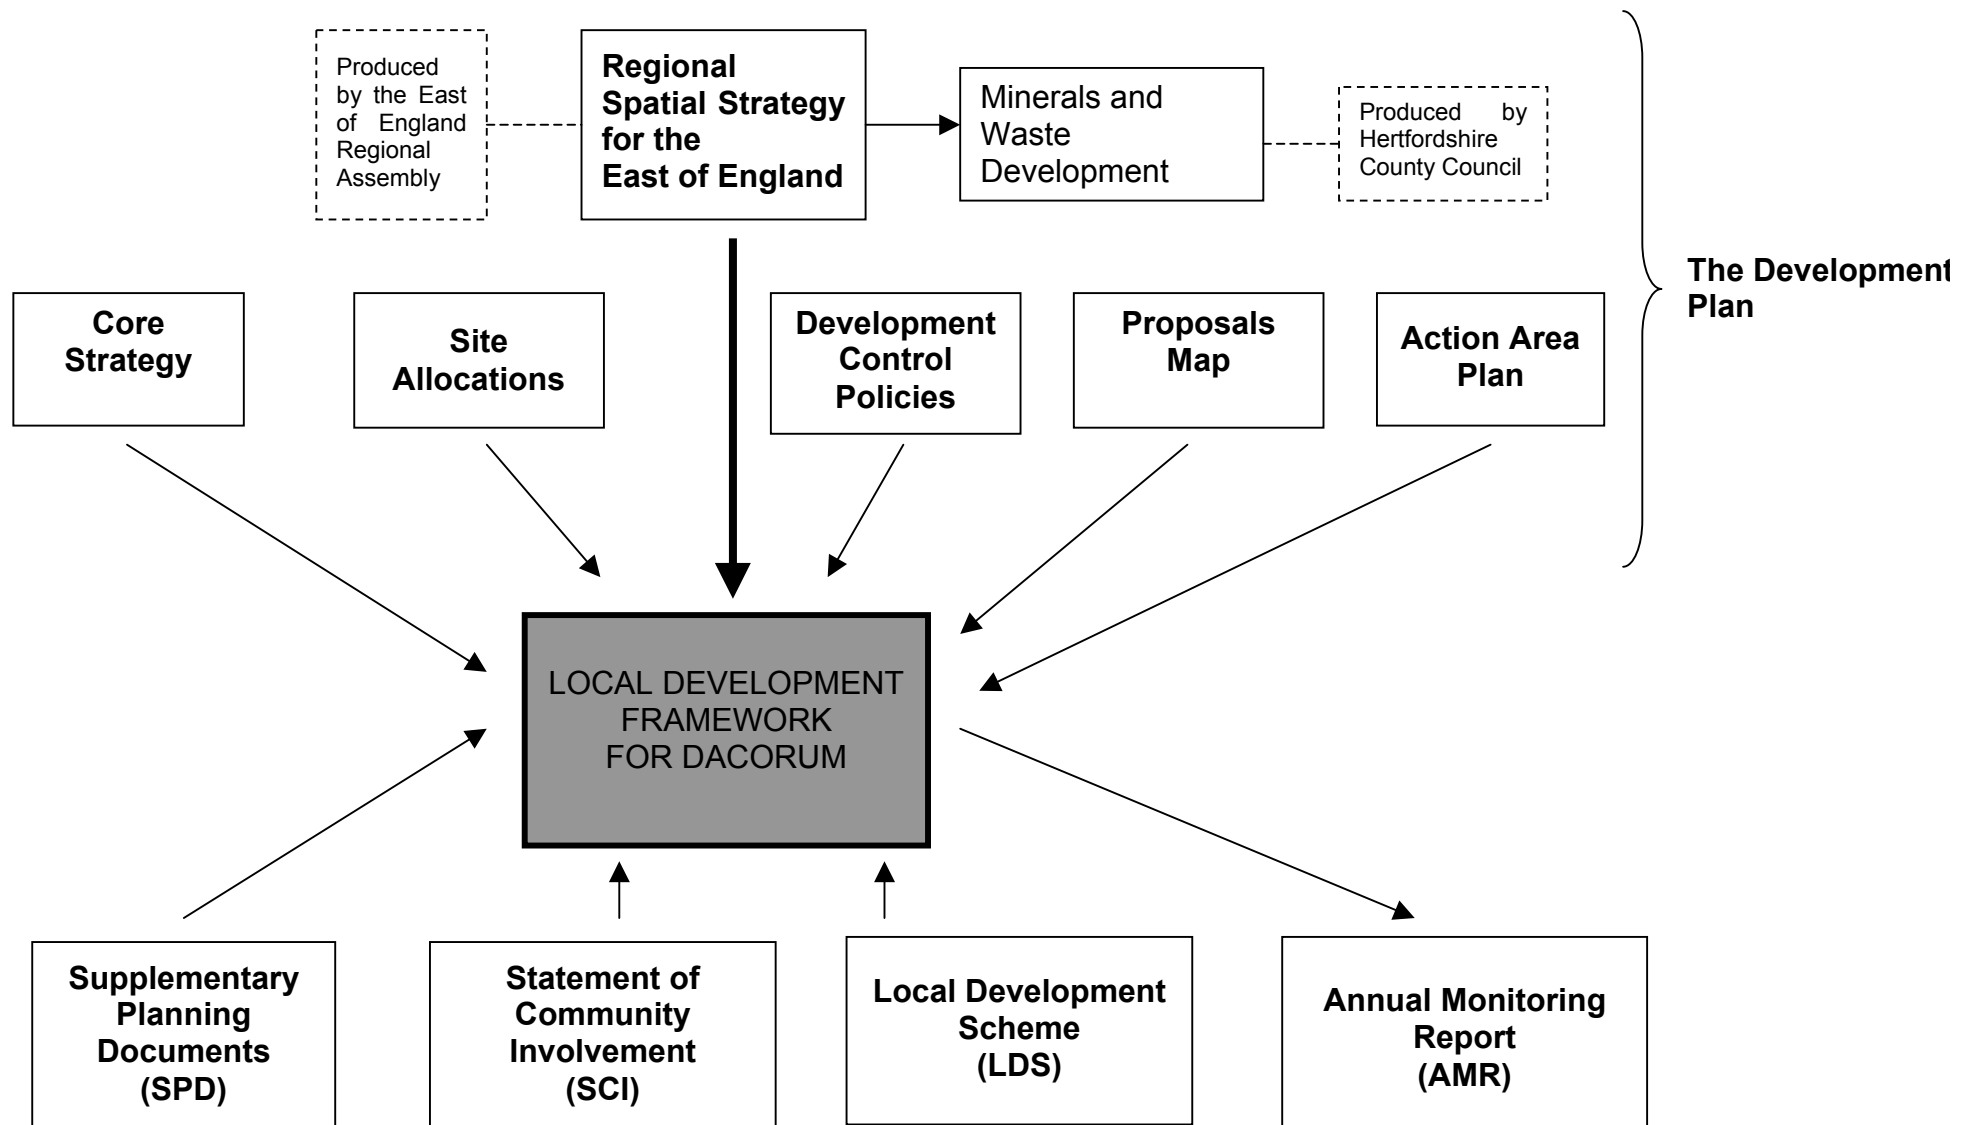 Produced
by the East
of England
Regional
Assembly
Regional
Spatial Strategy
for the
East of England
Minerals and
Waste
Development
Produced by
Hertfordshire
County Council
The Development
Plan
Core
Strategy
Site
Allocations
Development
Control
Policies
Proposals
Map
Action Area
Plan
LOCAL DEVELOPMENT
FRAMEWORK
FOR DACORUM
Supplementary
Planning
Documents
(SPD)
Statement of
Community
Involvement
(SCI)
Local Development
Scheme
(LDS)
Annual Monitoring
Report
(AMR)